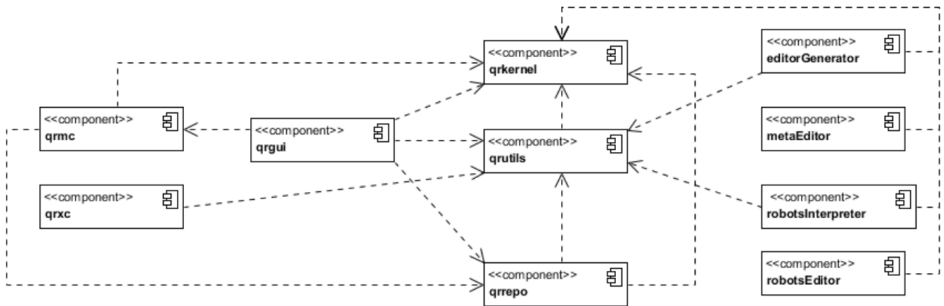 <<component>>
qrkernel
<<component>>
editorGenerator
<<component>>
qrmc
<<component>>
qrgui
<<component>>
qrutils
<<component>>
metaEditor
<<component>>
qrxc
<<component>>
robotsInterpreter
<<component>>
qrrepo
<<component>>
robotsEditor